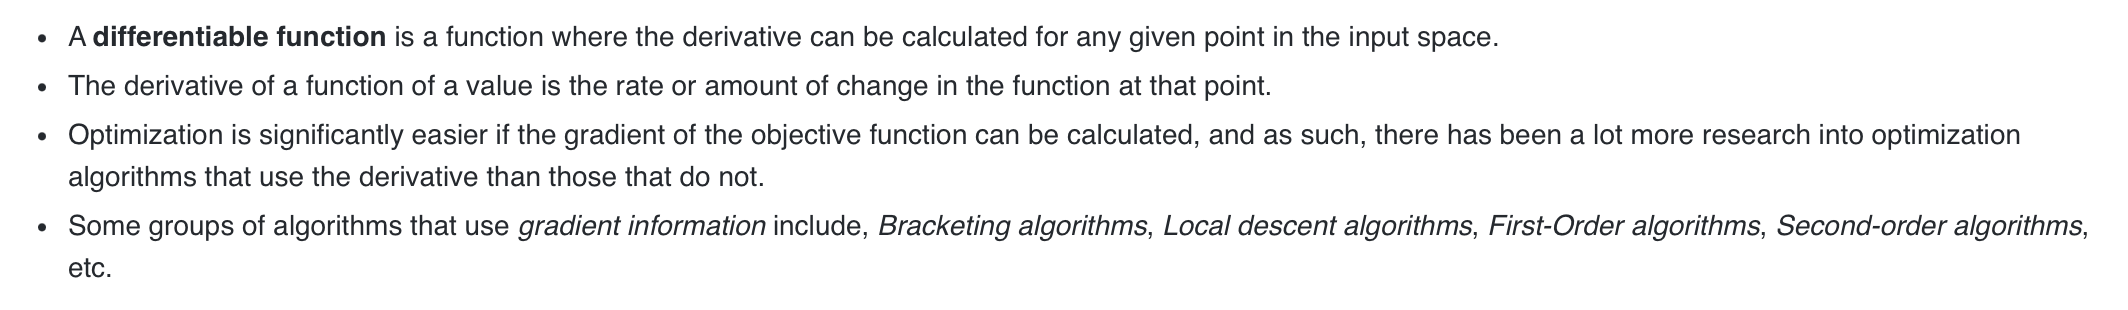 • A differentiable function is a function where the derivative can be calculated for any given point in the input space.
• The derivative of a function of a value is the rate or amount of change in the function at that point.
• Optimization is significantly easier if the gradient of the objective function can be calculated, and as such, there has been a lot more research into optimization
algorithms that use the derivative than those that do not.
• Some groups of algorithms that use gradient information include, Bracketing algorithms, Local descent algorithms, First-Order algorithms, Second-order algorithms,
etc.